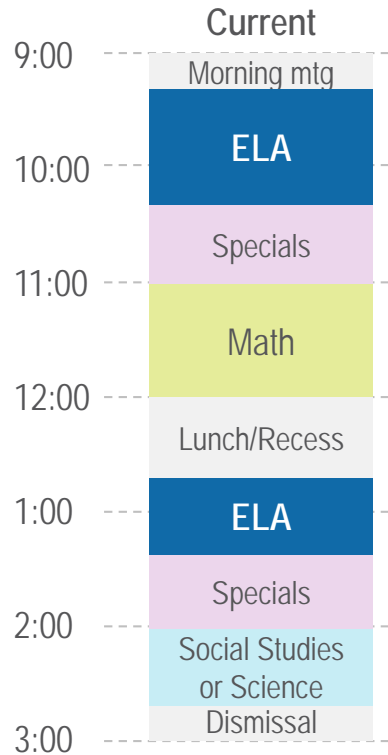 Current
9:00
Morning mtg
ELA
10:00
Specials
11:00
Math
12:00
Lunch/Recess
1:00
ELA
Specials
2:00
Social Studies
or Science
Dismissal
3:00